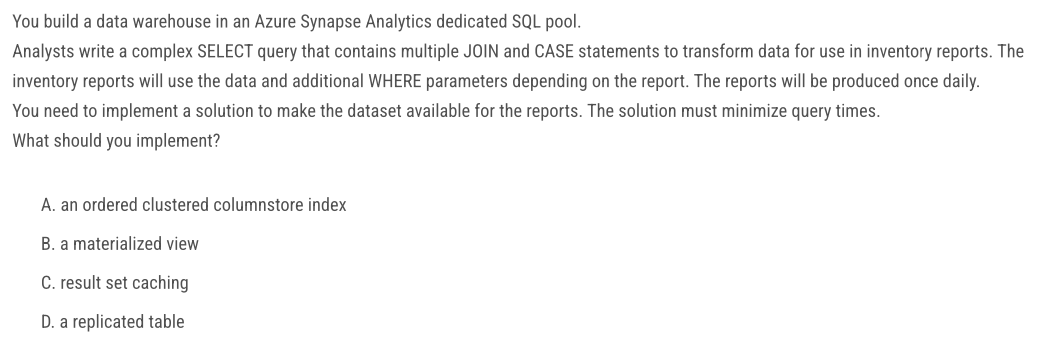 You build a data warehouse in an Azure Synapse Analytics dedicated SQL pool.
Analysts write a complex SELECT query that contains multiple JOIN and CASE statements to transform data for use in inventory reports. The
inventory reports will use the data and additional WHERE parameters depending on the report. The reports will be produced once daily.
You need to implement a solution to make the dataset available for the reports. The solution must minimize query times.
What should you implement?
A. an ordered clustered columnstore index
B. a materialized view
C. result set caching
D. a replicated table